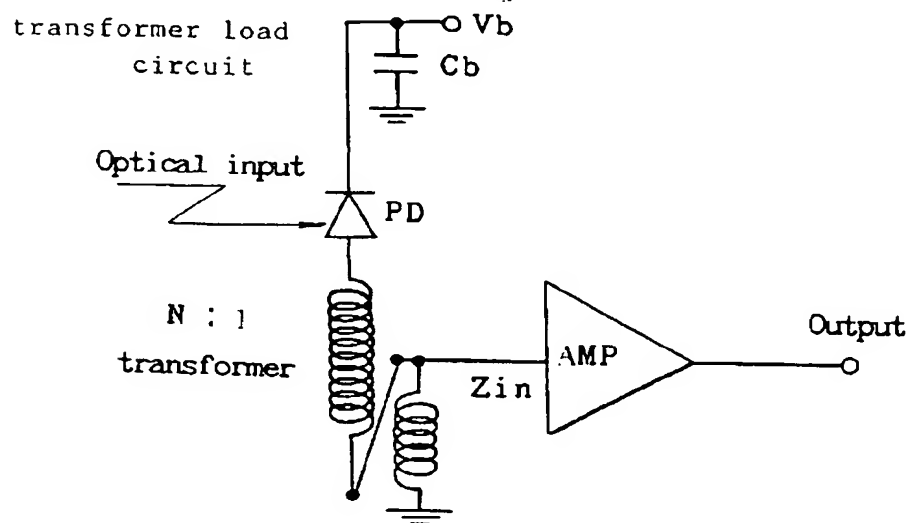 transformer load
circuit
Vb
Cb
Optical input
PD
N : 1
transformer
Zin
AMP
Output